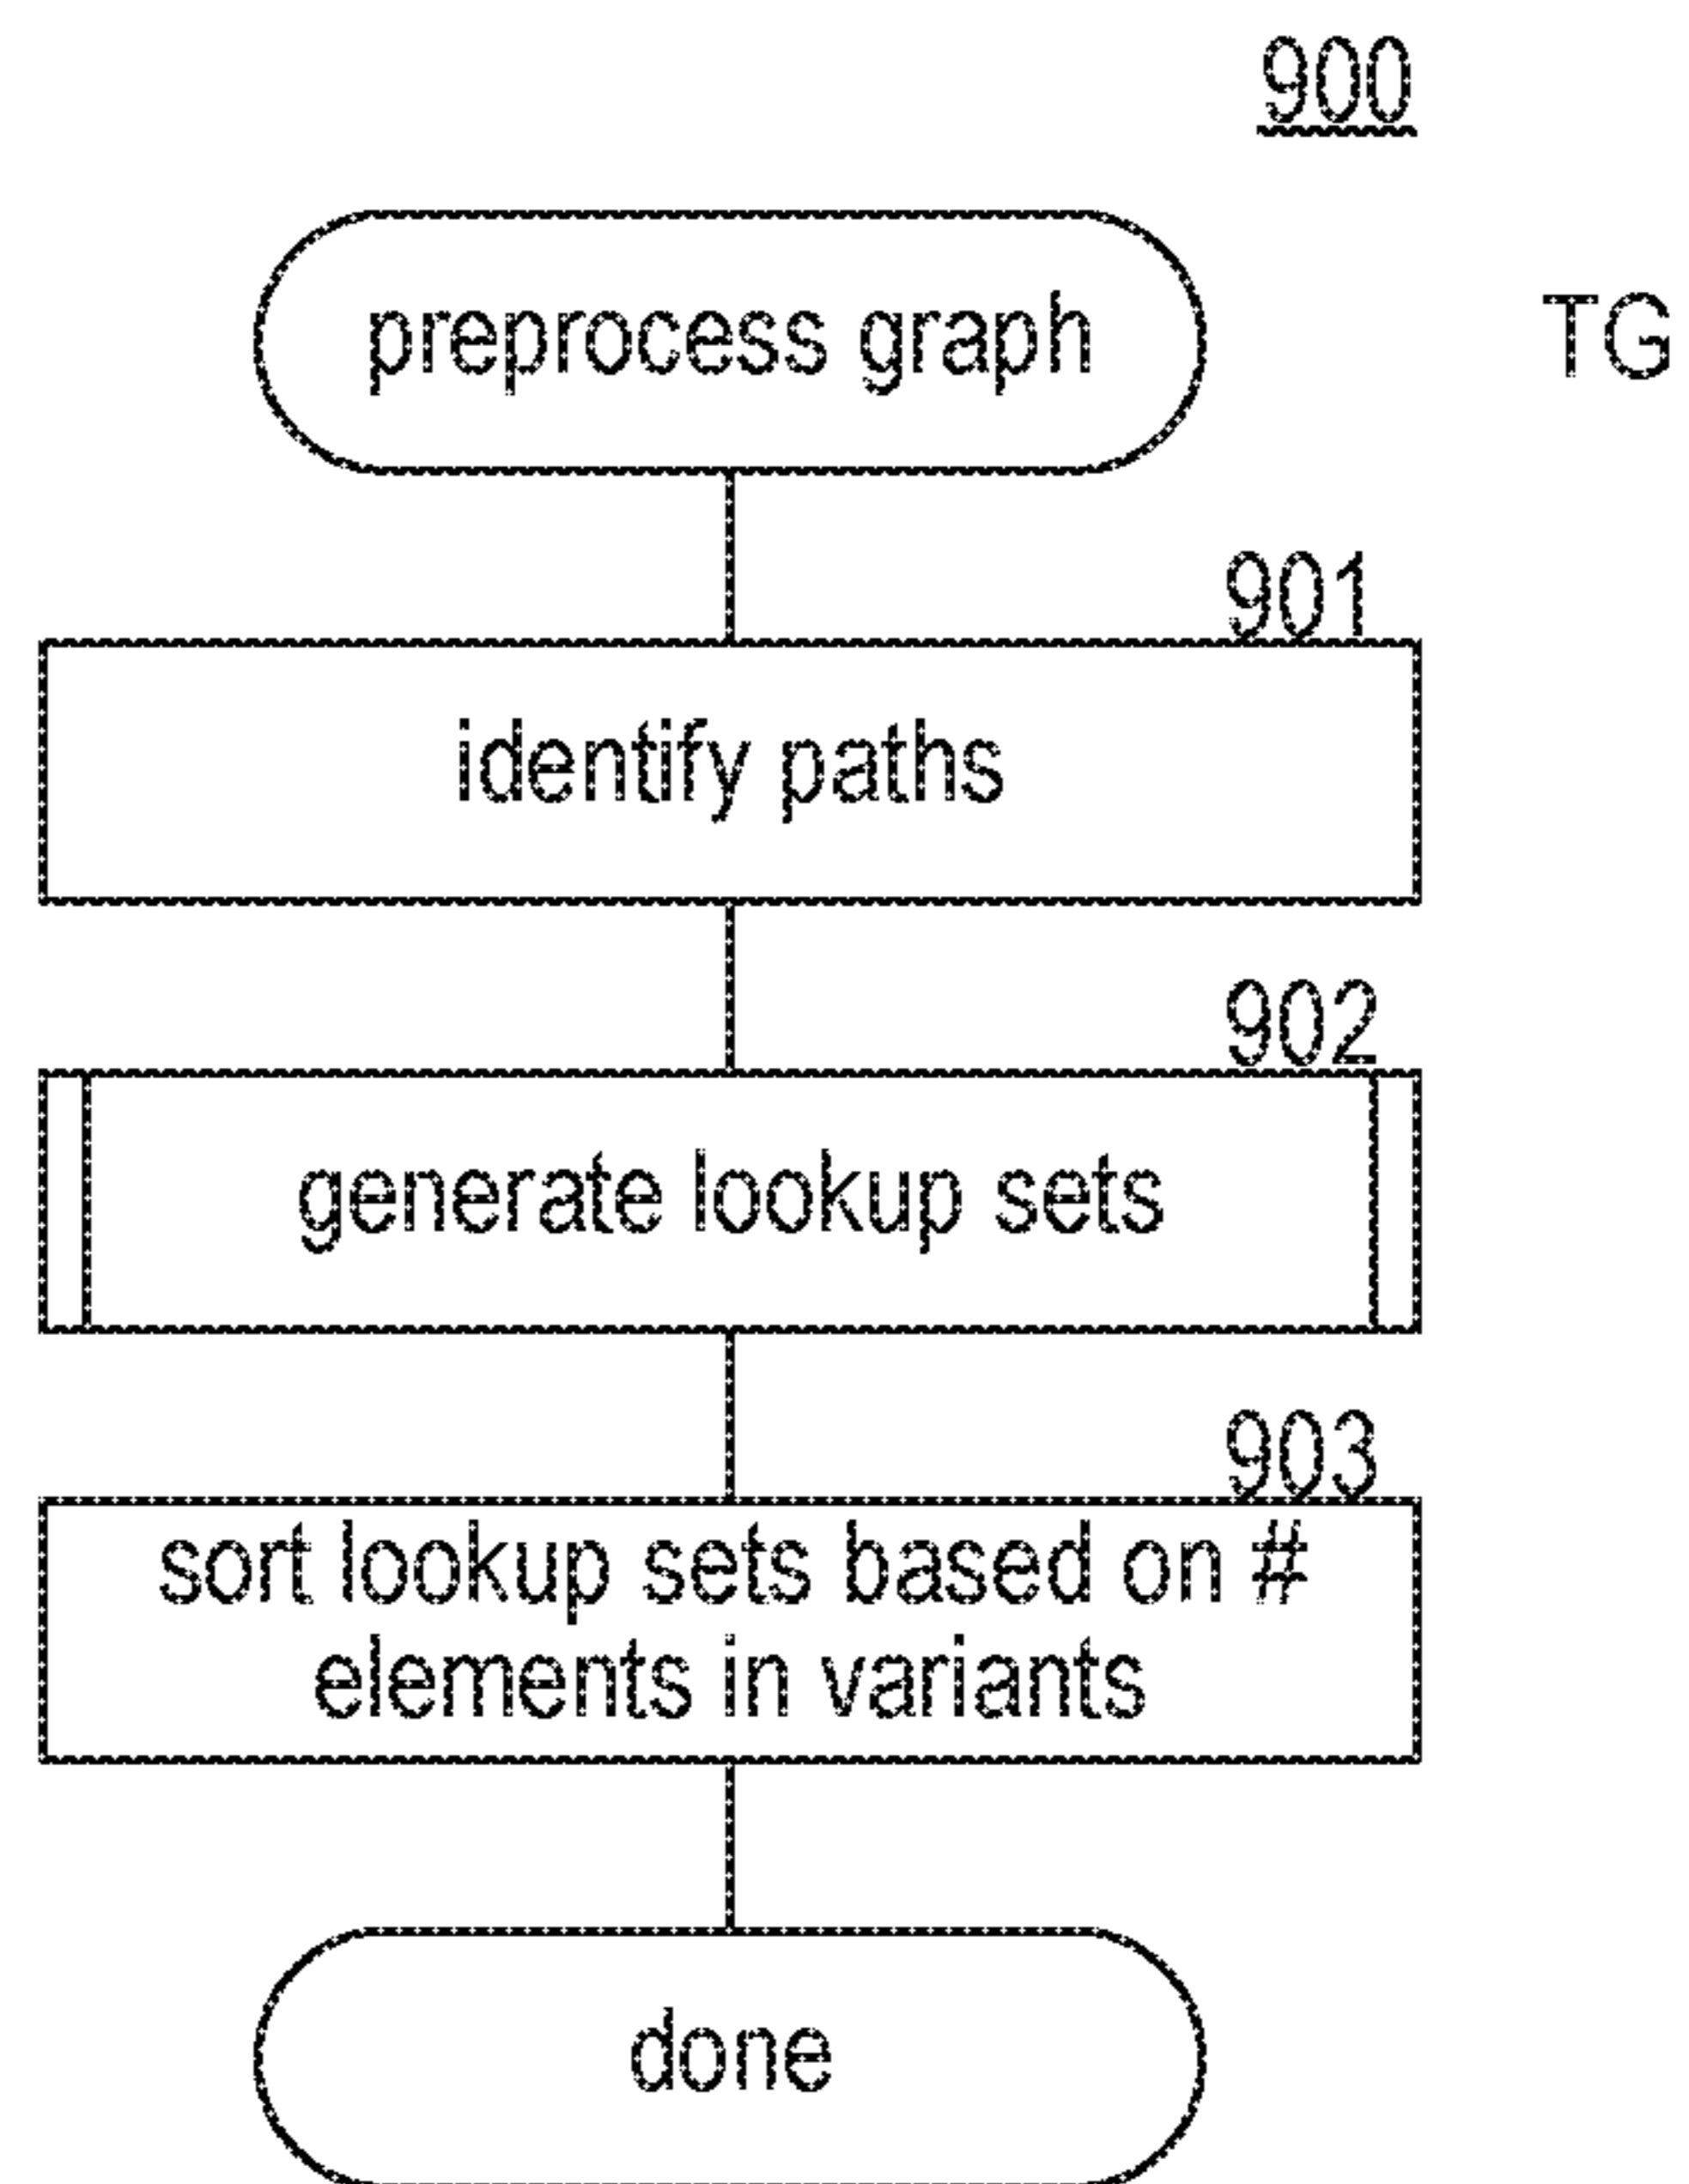 900
preprocess graph
TG
901
identify paths
902
generate lookup sets
903
sort lookup sets based on #
elements in variants
done